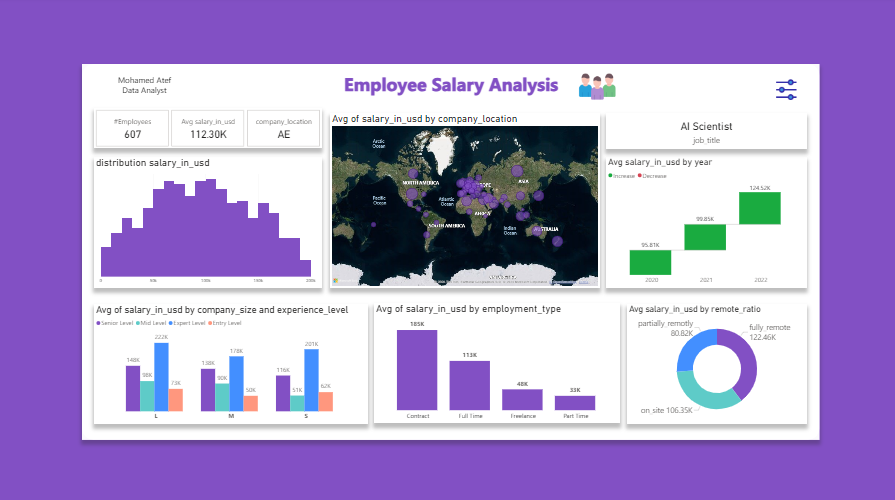 Mohamed Atef
Data Analyst
Employee Salary Analysis
#Employees
607
Avg salary_in_usd
112.30K
company_location
AE
distribution salary_in_usd
0
50k
100k
150k
200k
Avg of salary_in_usd by company_location
Arctic
Ocean
NORTH AMERICA
ASIA
Pacific
Ocean
Atlantic
Ocean
SOUTH AMERICA
Indian
Ocean
AI Scientist
job_title
Avg salary_in_usd by year
Increase Decrease
95.81K
99.85K
124.52K
2020
2021
2022
Avg of salary_in_usd by company_size and experience_level
Senior Level Mid Level Expert Level Entry Level
148K
98K
222K
73K
138K
90K
178K
50K
116K
51K
201K
62K
L
M
S
Avg of salary_in_usd by employment_type
185K
113K
48K
33K
Contract
Full Time
Freelance
Part Time
Avg salary_in_usd by remote_ratio
partially_remotly
80.82K
fully_remote
122.46K
on_site 106.35K